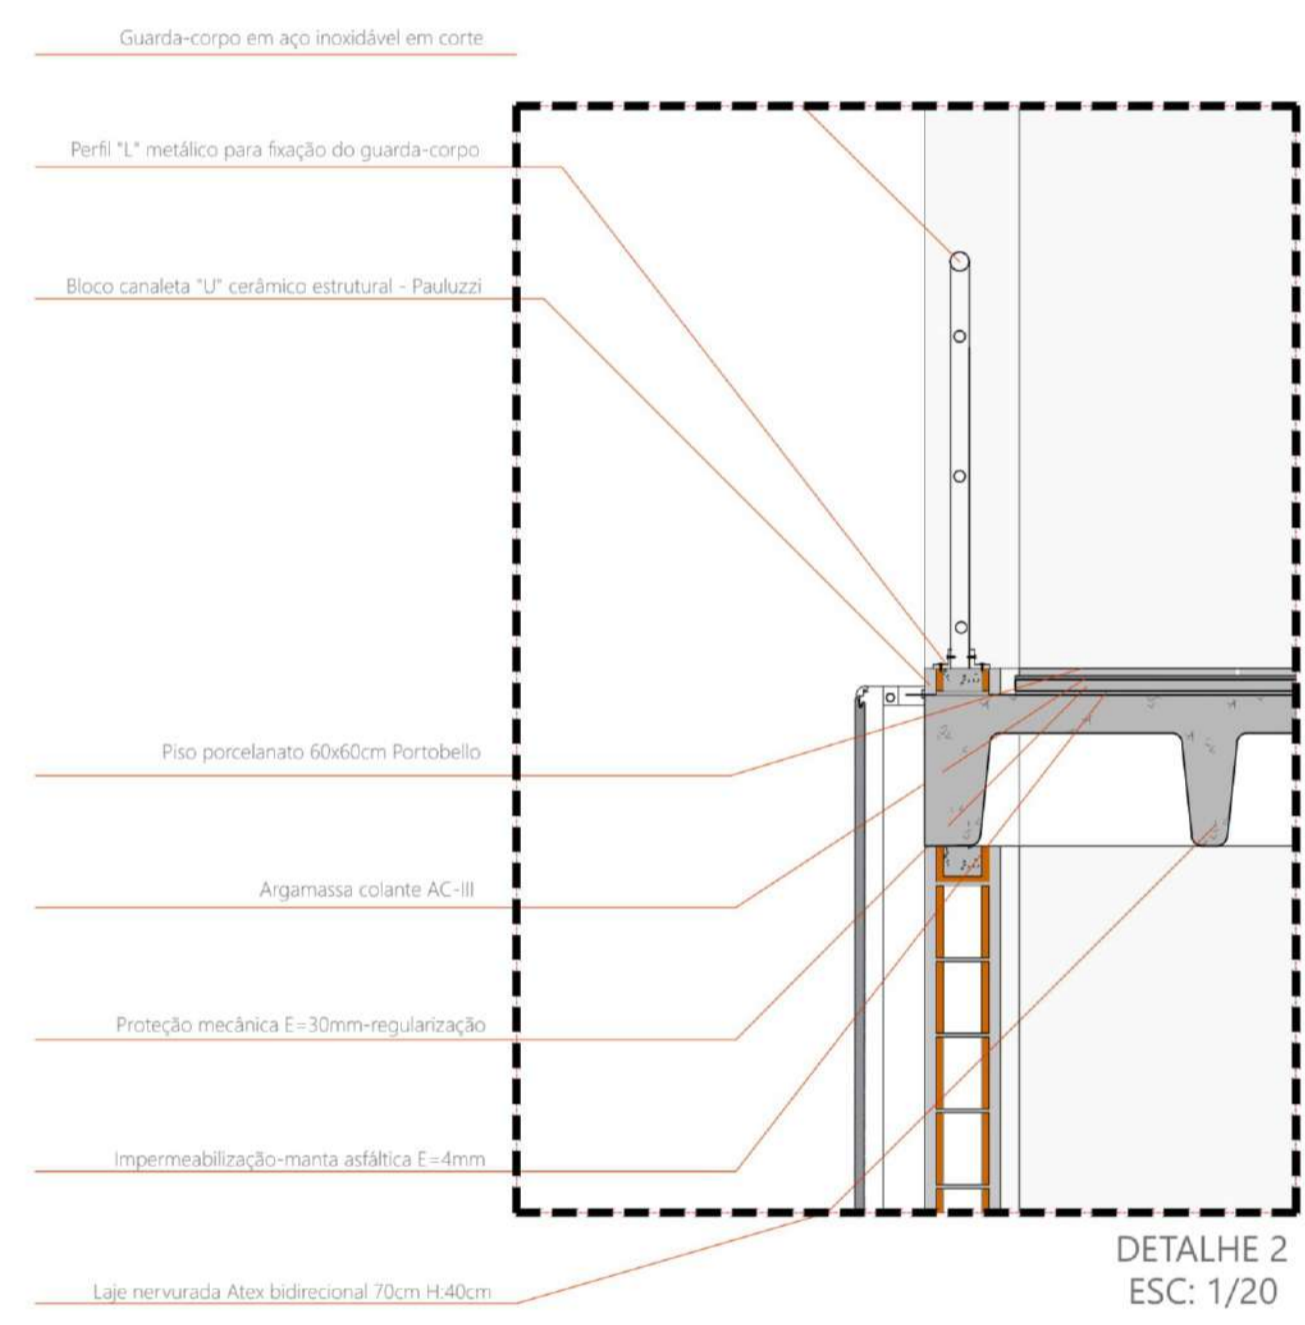 Guarda-corpo em aço inoxidável em corte
Perfil "L" metálico para fixação do guarda-corpo
Bloco canaleta "U" cerâmico estrutural - Pauluzzi
Piso porcelanato 60x60cm Portobello
Argamassa colante AC-III
Proteção mecânica E=30mm-regularização
Impermeabilização-manta asfáltica E=4mm
Laje nervurada Atex bidirecional 70cm H:40cm
DETALHE 2
ESC: 1/20